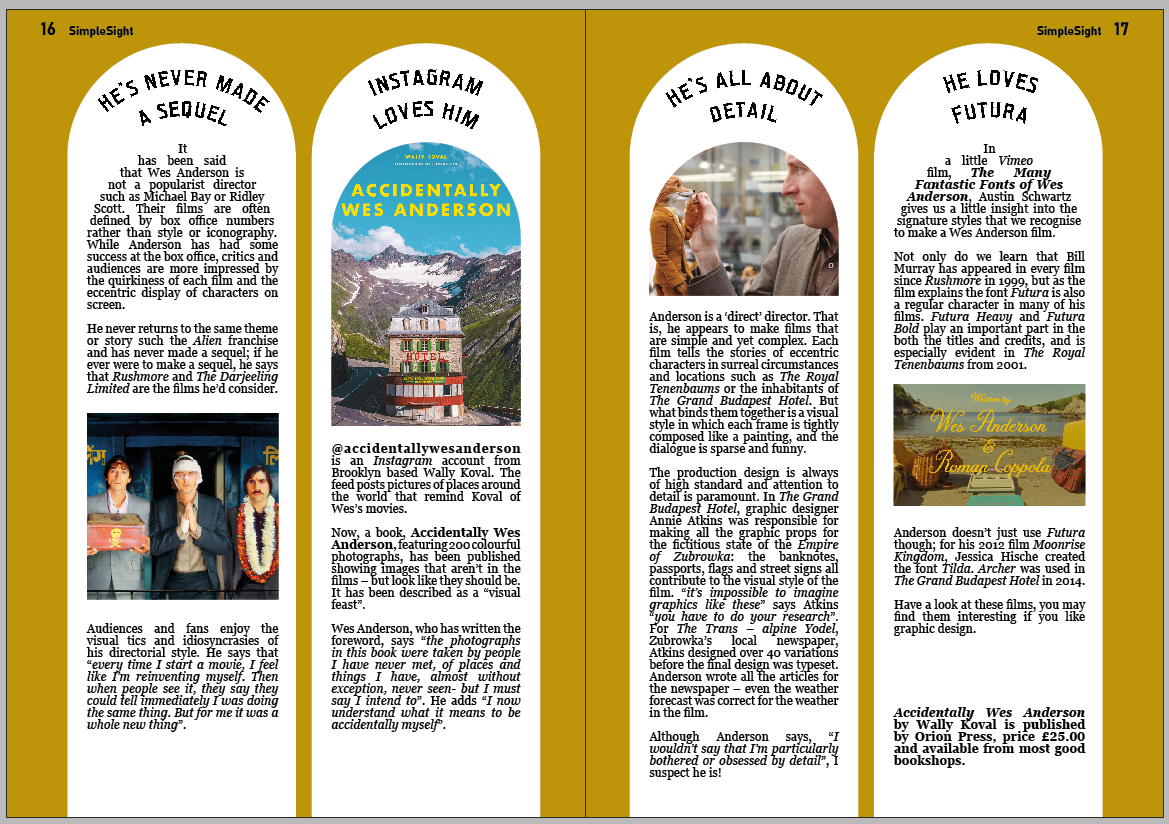 16 SimpleSight
HE'S NEVER MADE
A SEQUEL
It
has been said
that Wes Anderson is
not a popularist director
such as Michael Bay or Ridley
Scott. Their films are often
defined by box office numbers
rather than style or iconography.
While Anderson has had some
success at the box office, critics and
audiences are more impressed by
the quirkiness of each film and the
eccentric display of characters on
screen.
He never returns to the same theme
or story such the Alien franchise
and has never made a sequel; if he
ever were to make a sequel, he says
that Rushmore and The Darjeeling
Limited are the films he'd consider.
Audiences and fans enjoy the
visual tics and idiosyncrasies of
his directorial style. He says that
“every time I start a movie, I feel
like I'm reinventing myself. Then
when people see it, they say they
could tell immediately I was doing
the same thing. But for me it was a
whole new thing”.
INSTAGRAM
LOVES HIM
WALLY KOVAL
ACCIDENTALLY
WES ANDERSON
HOTEL
@accidentallywesanderson
is an Instagram account from
Brooklyn based Wally Koval. The
feed posts pictures of places around
the world that remind Koval of
Wes's movies.
Now, a book, Accidentally Wes
Anderson, featuring 200 colourful
photographs, has been published
showing images that aren't in the
films – but look like they should be.
It has been described as a “visual
feast”.
Wes Anderson, who has written the
foreword, says “the photographs
in this book were taken by people
I have never met, of places and
things I have, almost without
exception, never seen- but I must
say I intend to”. He adds “I now
understand what it means to be
accidentally myself”.
SimpleSight 17
HE'S ALL ABOUT
DETAIL
Anderson is a ‘direct’ director. That
is, he appears to make films that
are simple and yet complex. Each
film tells the stories of eccentric
characters in surreal circumstances
and locations such as The Royal
Tenenbaums or the inhabitants of
The Grand Budapest Hotel. But
what binds them together is a visual
style in which each frame is tightly
composed like a painting, and the
dialogue is sparse and funny.
The production design is always
of high standard and attention to
detail is paramount. In The Grand
Budapest Hotel, graphic designer
Annie Atkins was responsible for
making all the graphic props for
the fictitious state of the Empire
of Zubrowka: the banknotes,
passports, flags and street signs all
contribute to the visual style of the
film. “it's impossible to imagine
graphics like these” says Atkins
“you have to do your research”.
For The Trans – alpine Yodel,
Zubrowka's local newspaper,
Atkins designed over 40 variations
before the final design was typeset.
Anderson wrote all the articles for
the newspaper – even the weather
forecast was correct for the weather
in the film.
Although Anderson says, “I
wouldn't say that I'm particularly
bothered or obsessed by detail”, I
suspect he is!
HE LOVES
FUTURA
In
a little Vimeo
film, The Many
Fantastic Fonts of Wes
Anderson, Austin Schwartz
gives us a little insight into the
signature styles that we recognise
to make a Wes Anderson film.
Not only do we learn that Bill
Murray has appeared in every film
since Rushmore in 1999, but as the
film explains the font Futura is also
a regular character in many of his
films. Futura Heavy and Futura
Bold play an important part in the
both the titles and credits, and is
especially evident in The Royal
Tenenbaums from 2001.
Written by
Wes Anderson
&
Roman Coppola
Anderson doesn't just use Futura
though; for his 2012 film Moonrise
Kingdom, Jessica Hische created
the font Tilda. Archer was used in
The Grand Budapest Hotel in 2014.
Have a look at these films, you may
find them interesting if you like
graphic design.
Accidentally Wes Anderson
by Wally Koval is published
by Orion Press, price £25.00
and available from most good
bookshops.